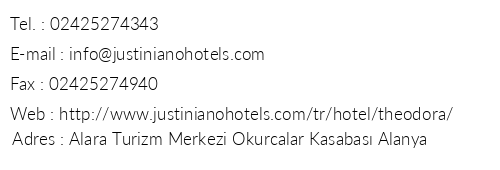 Tel. : 02425274343
E-mail : info@justinianohotels.com
Fax : 02425274940
Web : http://www.justinianohotels.com/tr/hotel/theodora/
Adres : Alara Turizm Merkezi Okurcalar Kasabası Alanya